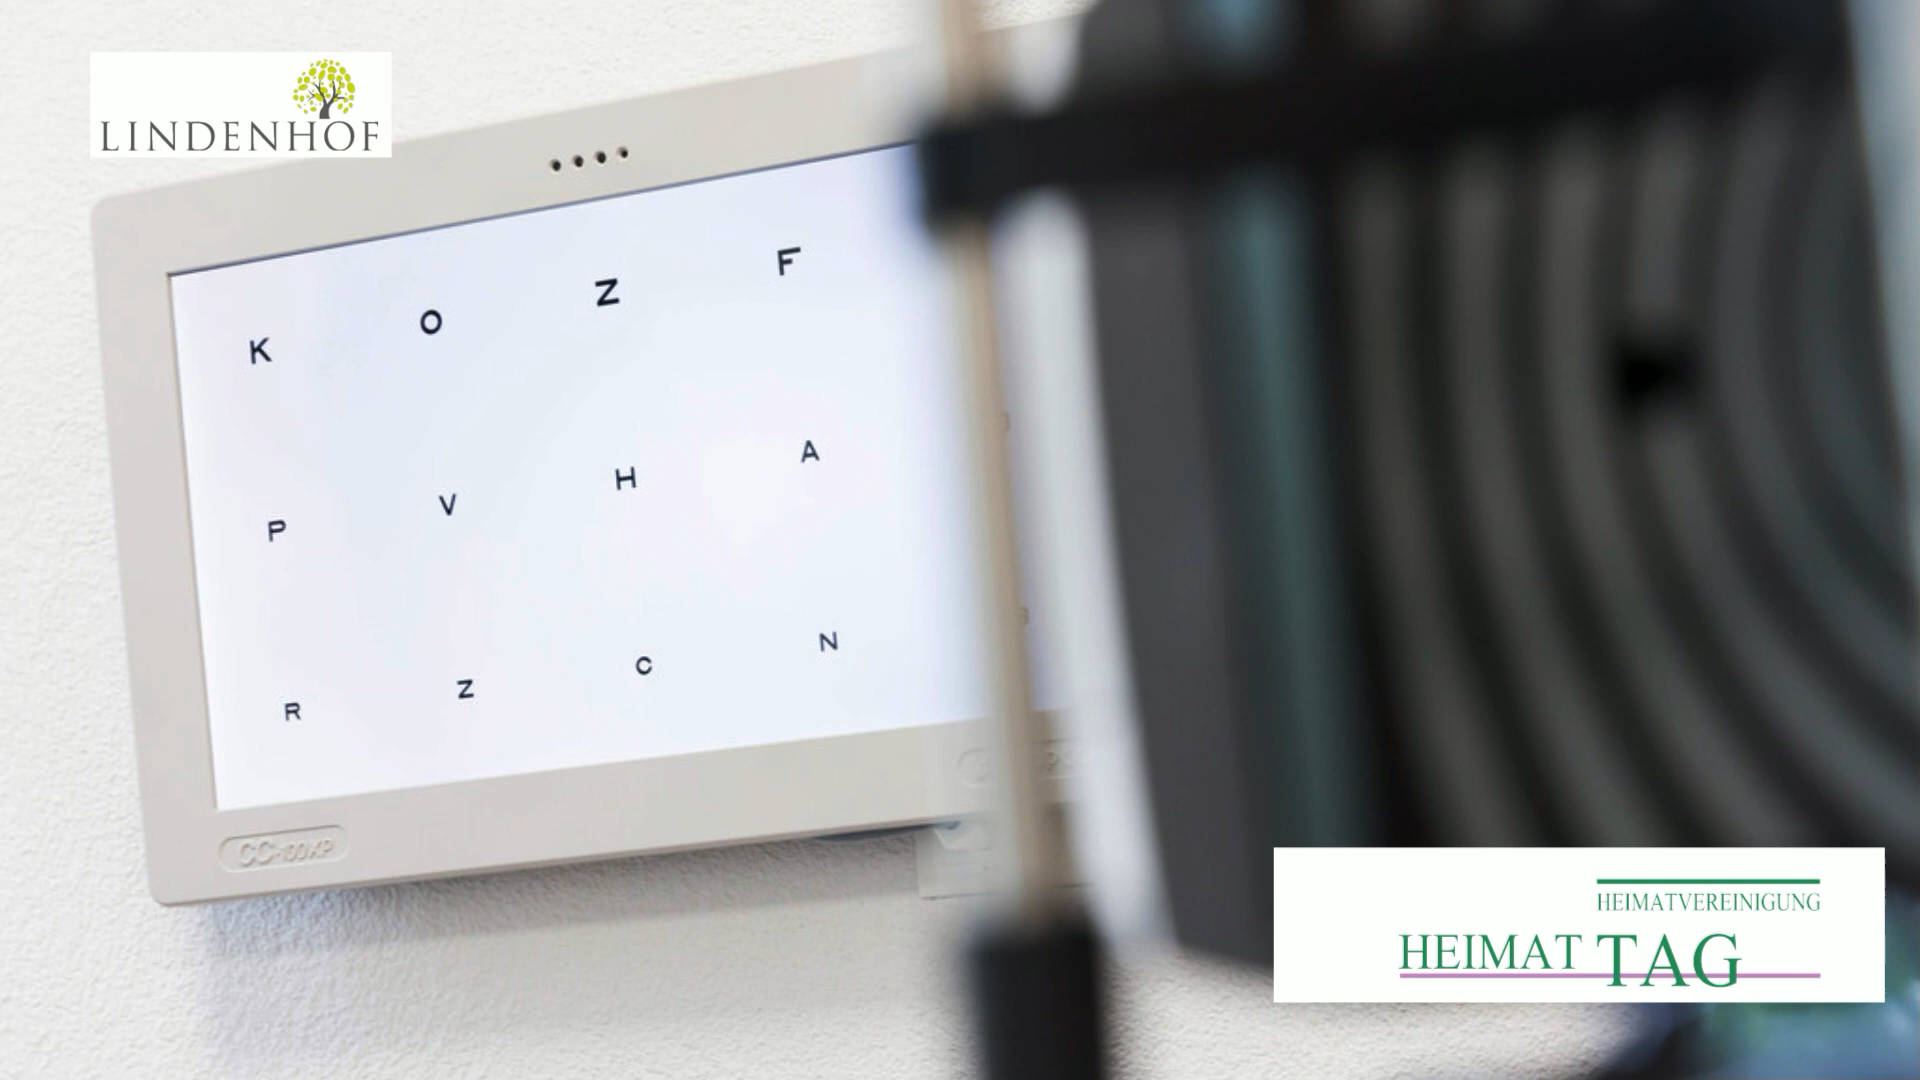 LINDENHOF
K O Z F
P V H A
R Z C N
CC-100XP
HEIMATVEREINIGUNG
HEIMAT TAG